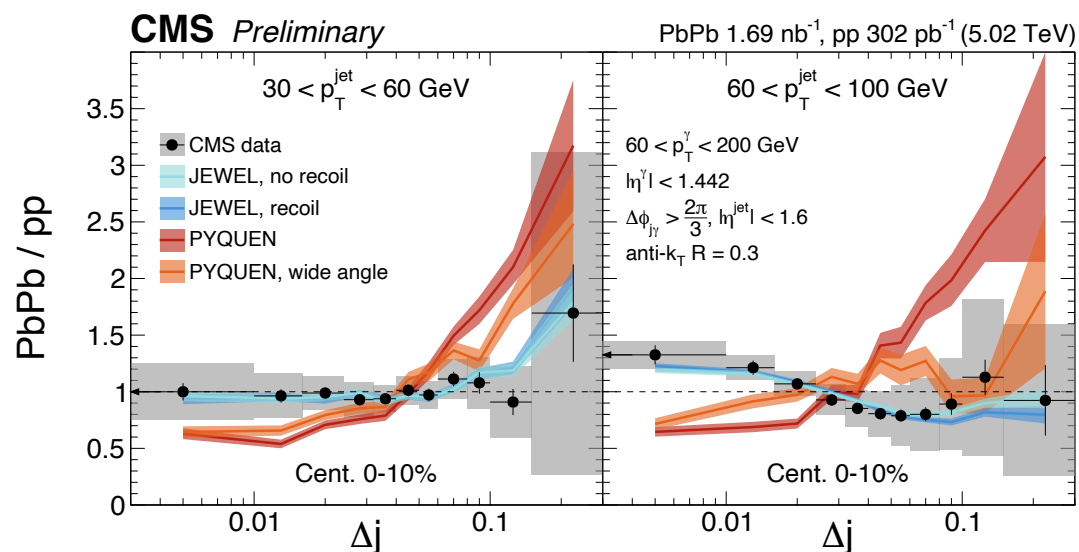 CMS Preliminary
PbPb 1.69 nb⁻¹, pp 302 pb⁻¹ (5.02 TeV)
PbPb / pp
3.5
3
2.5
2
1.5
1
0.5
0
30 < p_T^jet < 60 GeV
CMS data
JEWEL, no recoil
JEWEL, recoil
PYQUEN
PYQUEN, wide angle
Cent. 0-10%
0.01
0.1
Δj
60 < p_T^jet < 100 GeV
60 < p_T^γ < 200 GeV
|η^γ| < 1.442
Δφ_jγ > 2π/3, |η^jet| < 1.6
anti-k_T R = 0.3
Cent. 0-10%
0.01
0.1
Δj